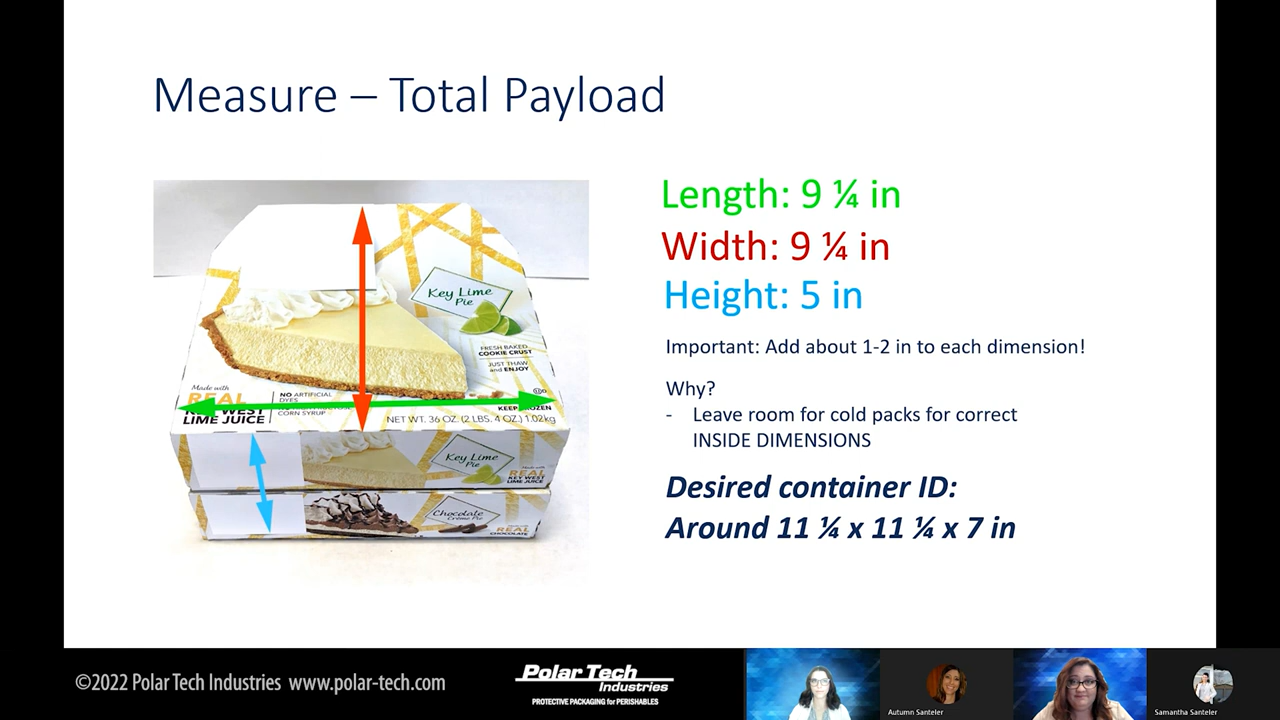 Measure – Total Payload
Length: 9 ¼ in
Width: 9 ¼ in
Height: 5 in
Important: Add about 1-2 in to each dimension!
Why?
- Leave room for cold packs for correct
INSIDE DIMENSIONS
Desired container ID:
Around 11 ¼ x 11 ¼ x 7 in
Key Lime
Pie
FRESH BAKED
COOKIE CRUST
JUST THAW
and ENJOY
Made with
REAL
KEY WEST
LIME JUICE
NO ARTIFICIAL
DYES
CORN SYRUP
KEEP FROZEN
NET WT. 36 OZ. (2 LBS. 4 OZ.) 1.02kg
Key Lime
Pie
Made with
REAL
KEY WEST
LIME JUICE
Chocolate
Crème Pie
Made with
REAL
CHOCOLATE
©2022 Polar Tech Industries www.polar-tech.com
Polar Tech
Industries
PROTECTIVE PACKAGING for PERISHABLES
Autumn Santeler
Samantha Santeler